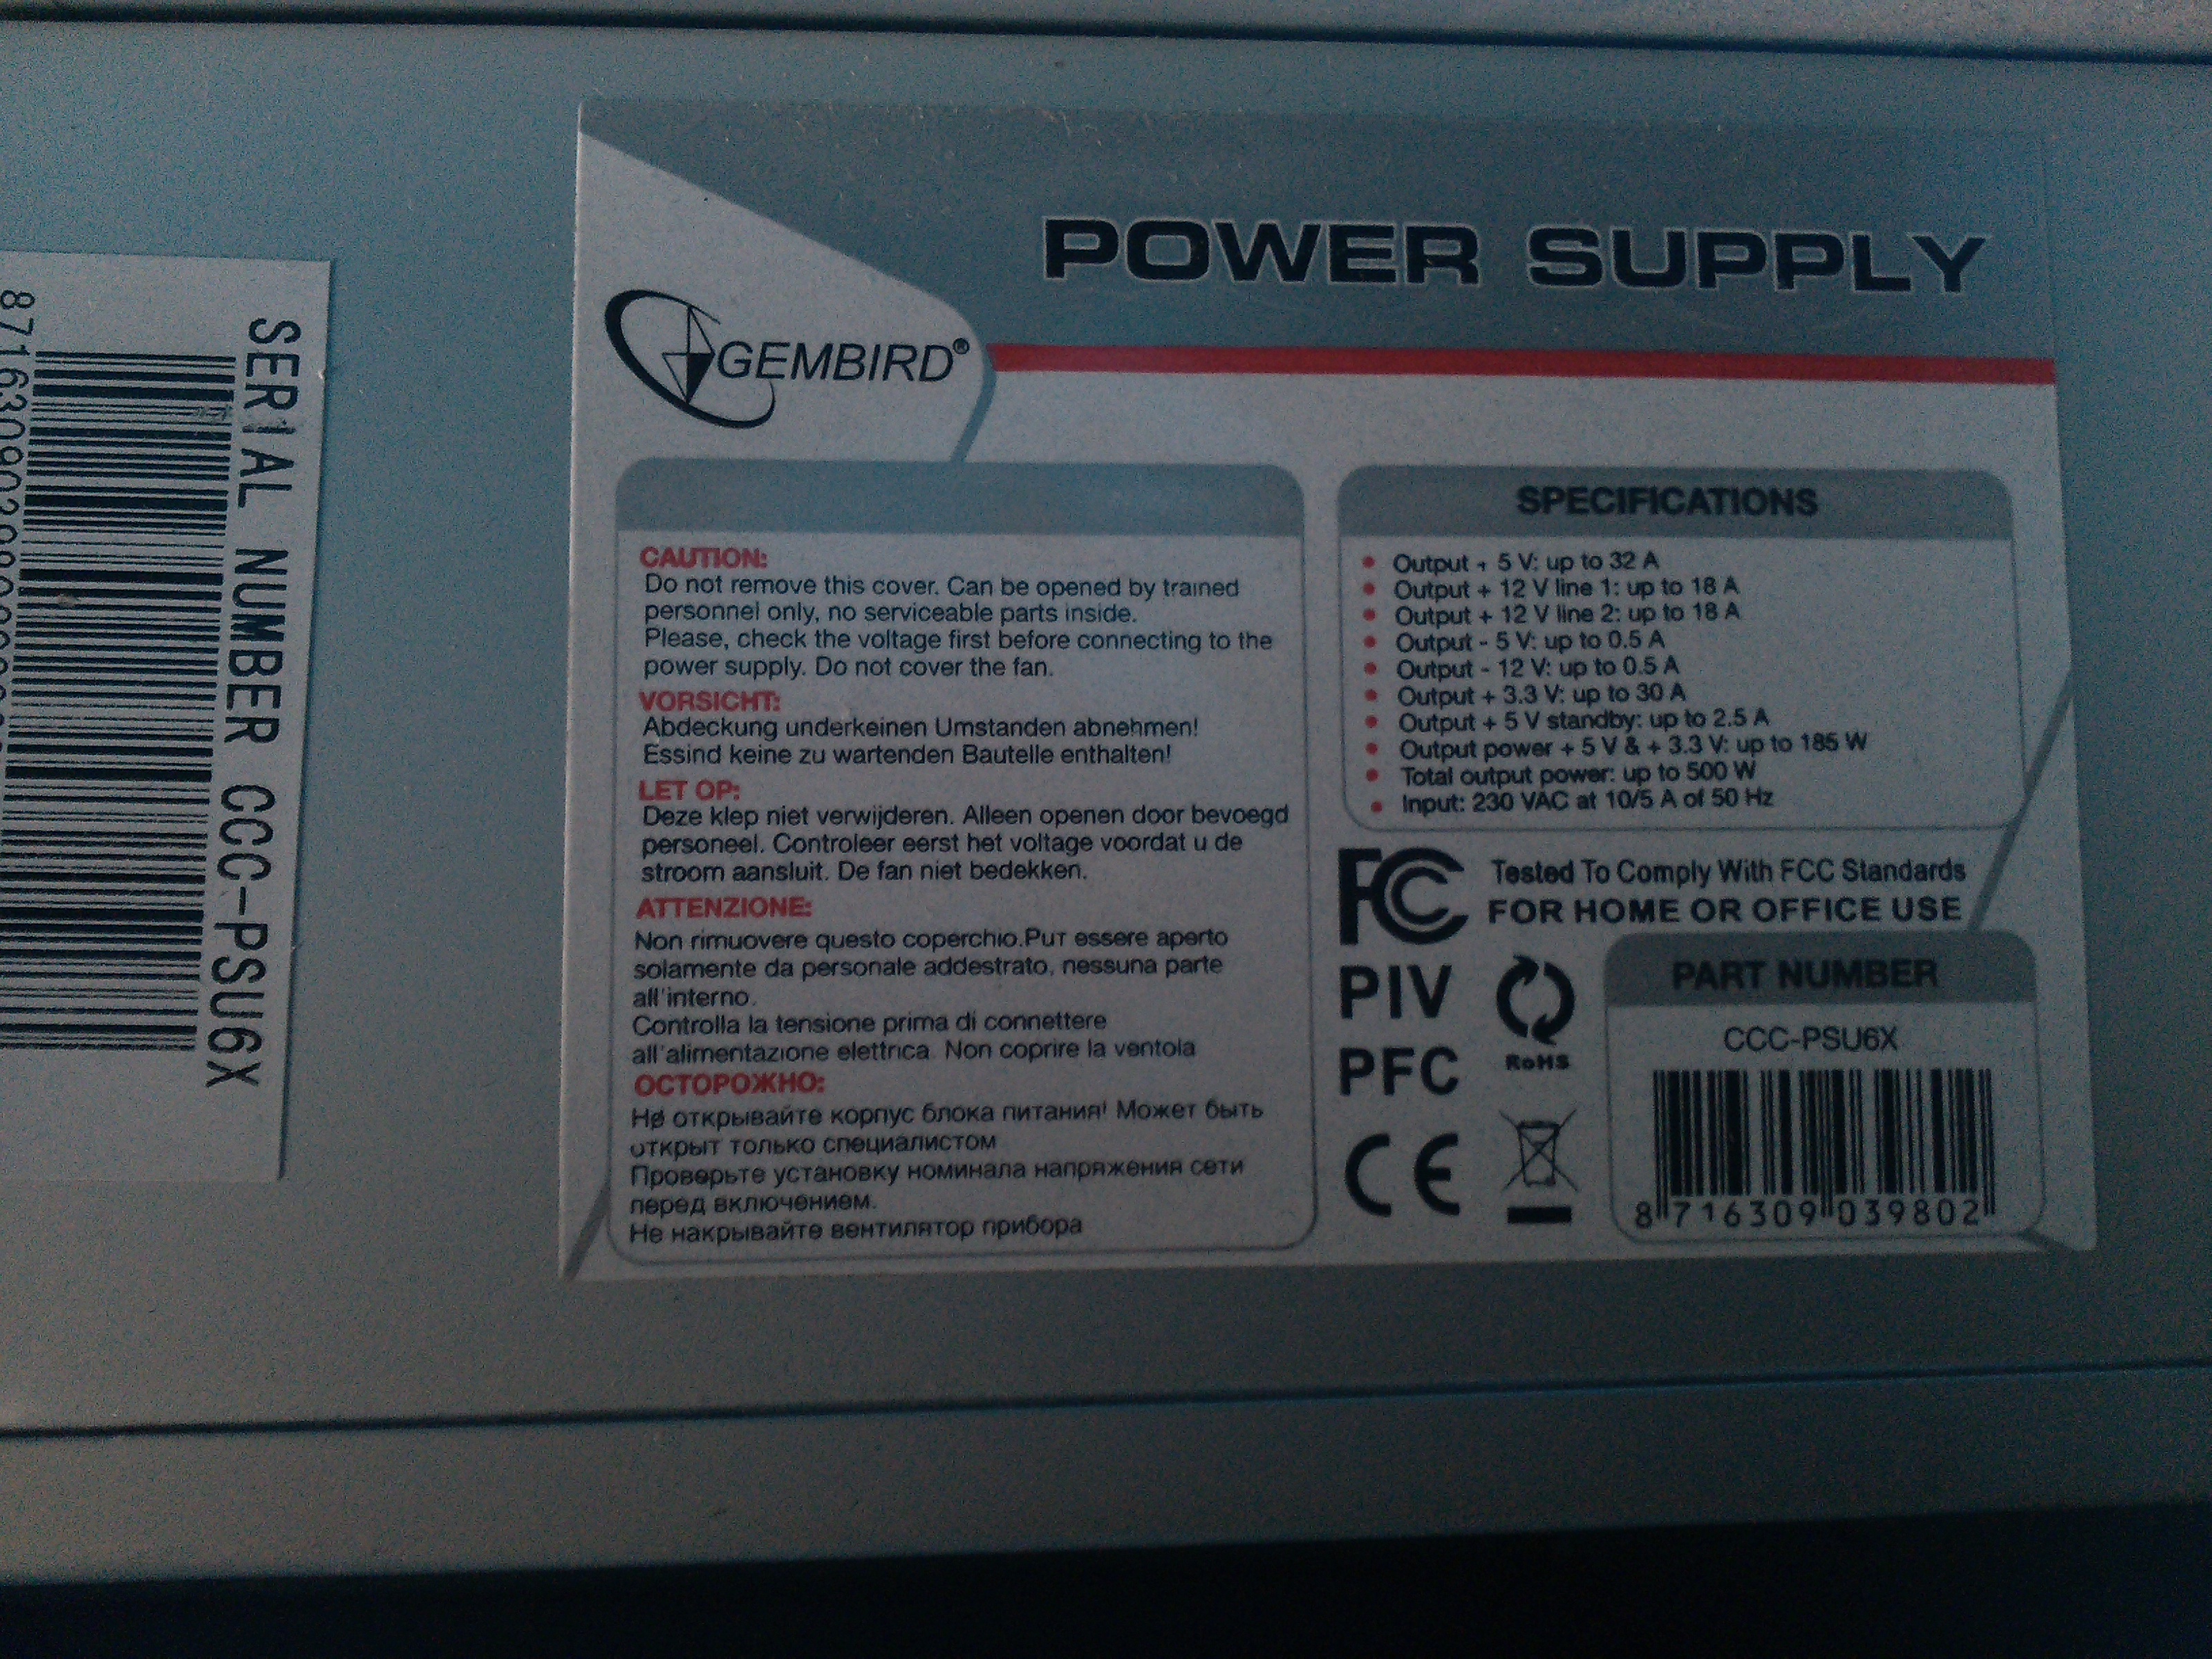 SERIAL NUMBER CCC-PSU6X
POWER SUPPLY
GEMBIRD®
CAUTION:
Do not remove this cover. Can be opened by trained
personnel only, no serviceable parts inside.
Please, check the voltage first before connecting to the
power supply. Do not cover the fan.
VORSICHT:
Abdeckung underkeinen Umstanden abnehmen!
Essind keine zu wartenden Bautelle enthalten!
LET OP:
Deze klep niet verwijderen. Alleen openen door bevoegd
personeel. Controleer eerst het voltage voordat u de
stroom aansluit. De fan niet bedekken.
ATTENZIONE:
Non rimuovere questo coperchio.Puт essere aperto
solamente da personale addestrato, nessuna parte
all'interno.
Controlla la tensione prima di connettere
all'alimentazione elettrica. Non coprire la ventola
ОСТОРОЖНО:
Не открывайте корпус блока питания! Может быть
открыт только специалистом
Проверьте установку номинала напряжения сети
перед включением.
Не накрывайте вентилятор прибора
SPECIFICATIONS
• Output + 5 V: up to 32 A
• Output + 12 V line 1: up to 18 A
• Output + 12 V line 2: up to 18 A
• Output - 5 V: up to 0.5 A
• Output - 12 V: up to 0.5 A
• Output + 3.3 V: up to 30 A
• Output + 5 V standby: up to 2.5 A
• Output power + 5 V & + 3.3 V: up to 185 W
• Total output power: up to 500 W
• Input: 230 VAC at 10/5 A of 50 Hz
FC Tested To Comply With FCC Standards
FOR HOME OR OFFICE USE
PIV
PFC
RoHS
CE
PART NUMBER
CCC-PSU6X
8 716309 039802